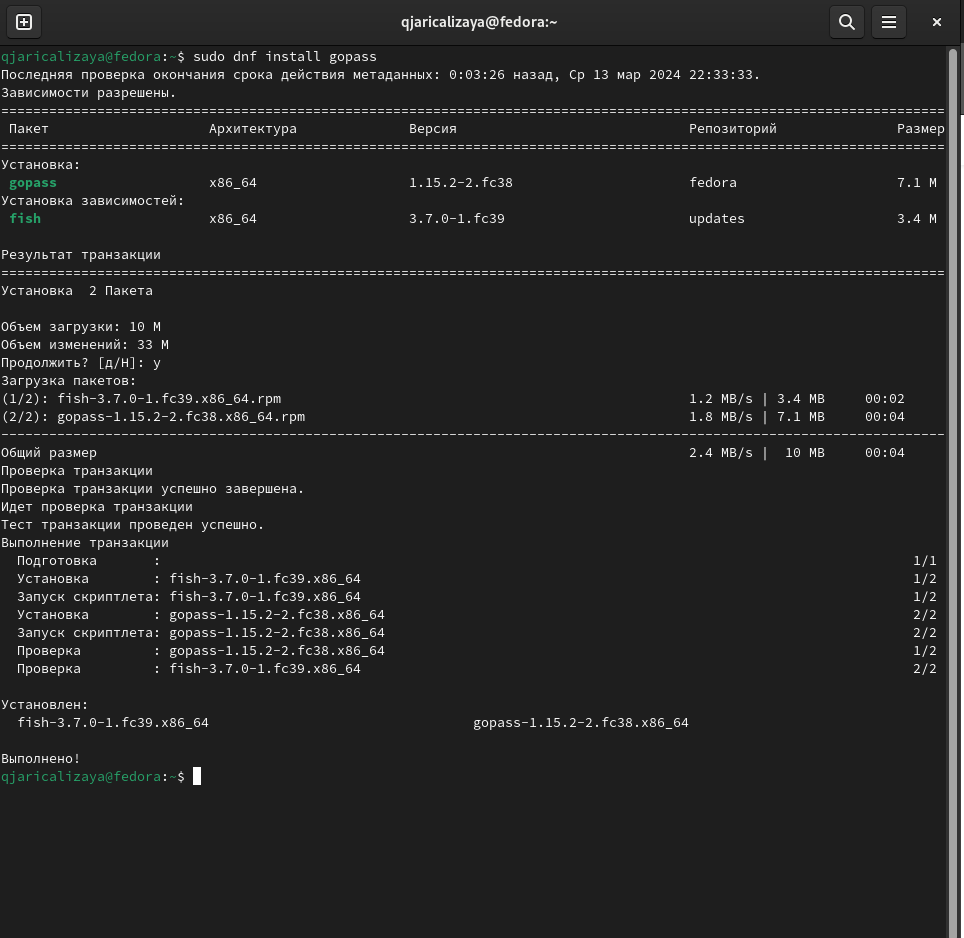 qjaricalizaya@fedora:~
qjaricalizaya@fedora:~$ sudo dnf install gopass
Последняя проверка окончания срока действия метаданных: 0:03:26 назад, Ср 13 мар 2024 22:33:33.
Зависимости разрешены.
======================================================================================================================
Пакет Архитектура Версия Репозиторий Размер
======================================================================================================================
Установка:
gopass x86_64 1.15.2-2.fc38 fedora 7.1 M
Установка зависимостей:
fish x86_64 3.7.0-1.fc39 updates 3.4 M
Результат транзакции
======================================================================================================================
Установка 2 Пакета
Объем загрузки: 10 M
Объем изменений: 33 M
Продолжить? [д/Н]: y
Загрузка пакетов:
(1/2): fish-3.7.0-1.fc39.x86_64.rpm 1.2 MB/s | 3.4 MB 00:02
(2/2): gopass-1.15.2-2.fc38.x86_64.rpm 1.8 MB/s | 7.1 MB 00:04
----------------------------------------------------------------------------------------------------------------------
Общий размер 2.4 MB/s | 10 MB 00:04
Проверка транзакции
Проверка транзакции успешно завершена.
Идет проверка транзакции
Тест транзакции проведен успешно.
Выполнение транзакции
Подготовка : 1/1
Установка : fish-3.7.0-1.fc39.x86_64 1/2
Запуск скриптлета: fish-3.7.0-1.fc39.x86_64 1/2
Установка : gopass-1.15.2-2.fc38.x86_64 2/2
Запуск скриптлета: gopass-1.15.2-2.fc38.x86_64 2/2
Проверка : gopass-1.15.2-2.fc38.x86_64 1/2
Проверка : fish-3.7.0-1.fc39.x86_64 2/2
Установлен:
fish-3.7.0-1.fc39.x86_64 gopass-1.15.2-2.fc38.x86_64
Выполнено!
qjaricalizaya@fedora:~$